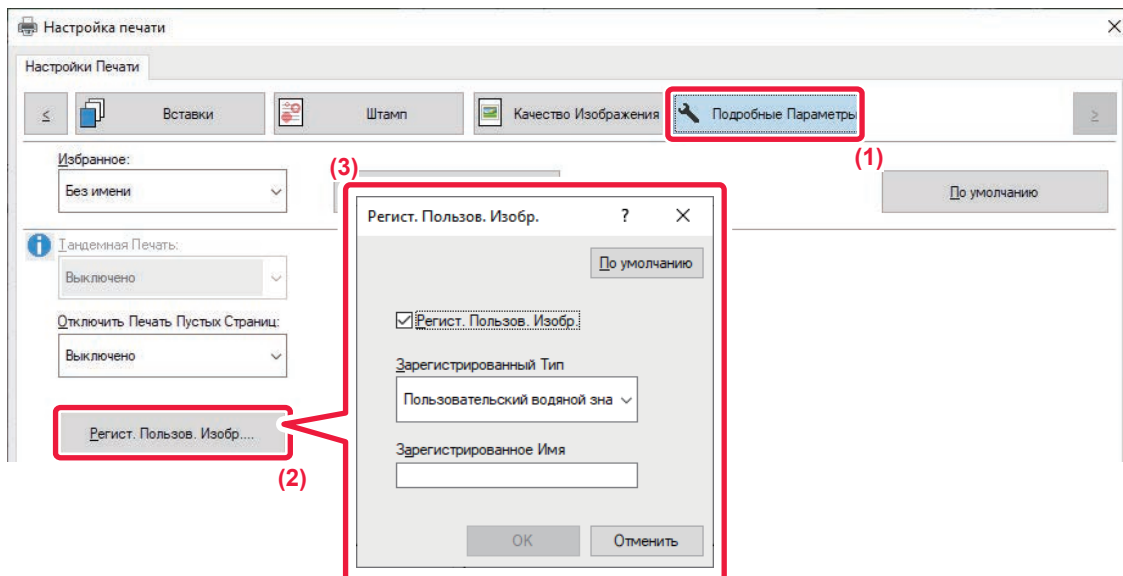 Настройка печати
Настройки Печати
≤ Вставки Штамп Качество Изображения Подробные Параметры ≥
(1)
Избранное:
(3)
Без имени
По умолчанию
Регист. Пользов. Изобр. ?
Тандемная Печать:
По умолчанию
Выключено
Регист. Пользов. Изобр.
Отключить Печать Пустых Страниц:
Выключено
Зарегистрированный Тип
Пользовательский водяной зна
Регист. Пользов. Изобр....
Зарегистрированное Имя
(2)
OK Отменить